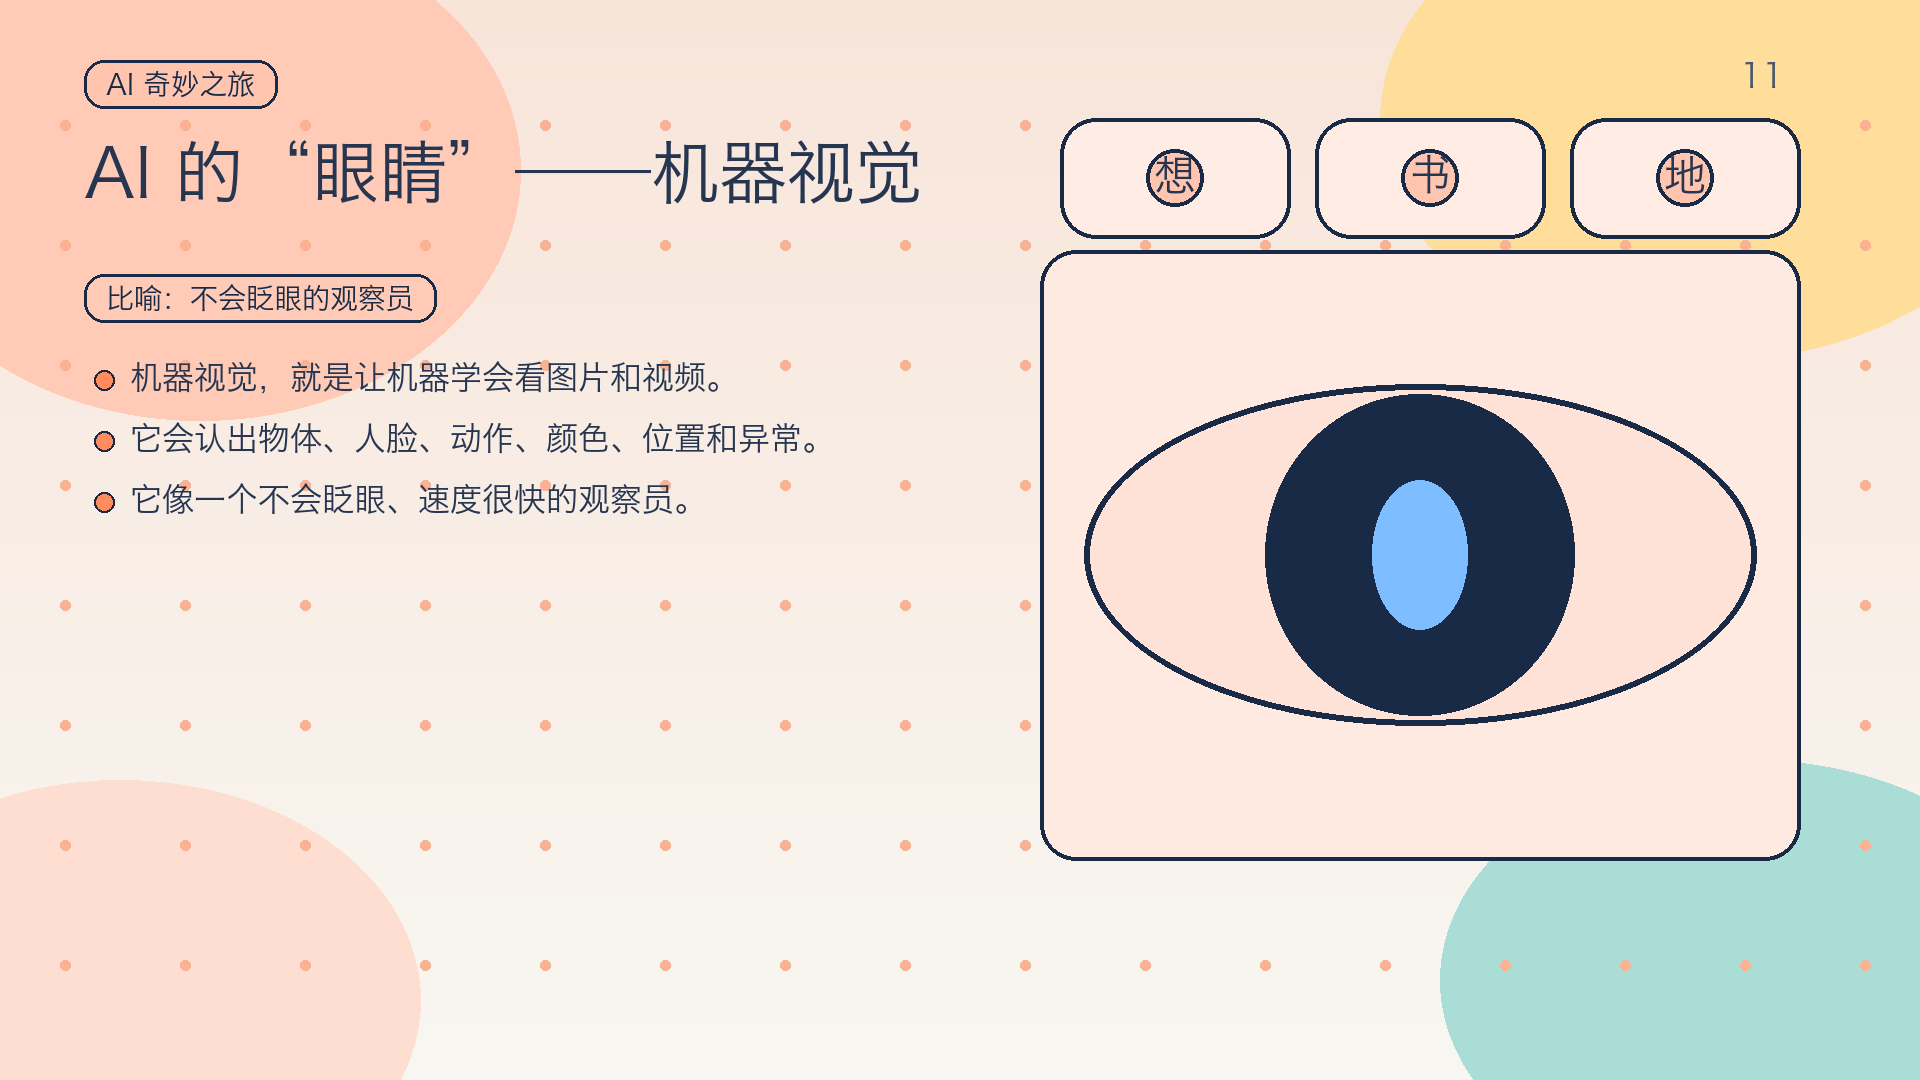 AI 奇妙之旅
11
AI 的“眼睛”——机器视觉
想 书 地
比喻：不会眨眼的观察员
机器视觉，就是让机器学会看图片和视频。
它会认出物体、人脸、动作、颜色、位置和异常。
它像一个不会眨眼、速度很快的观察员。